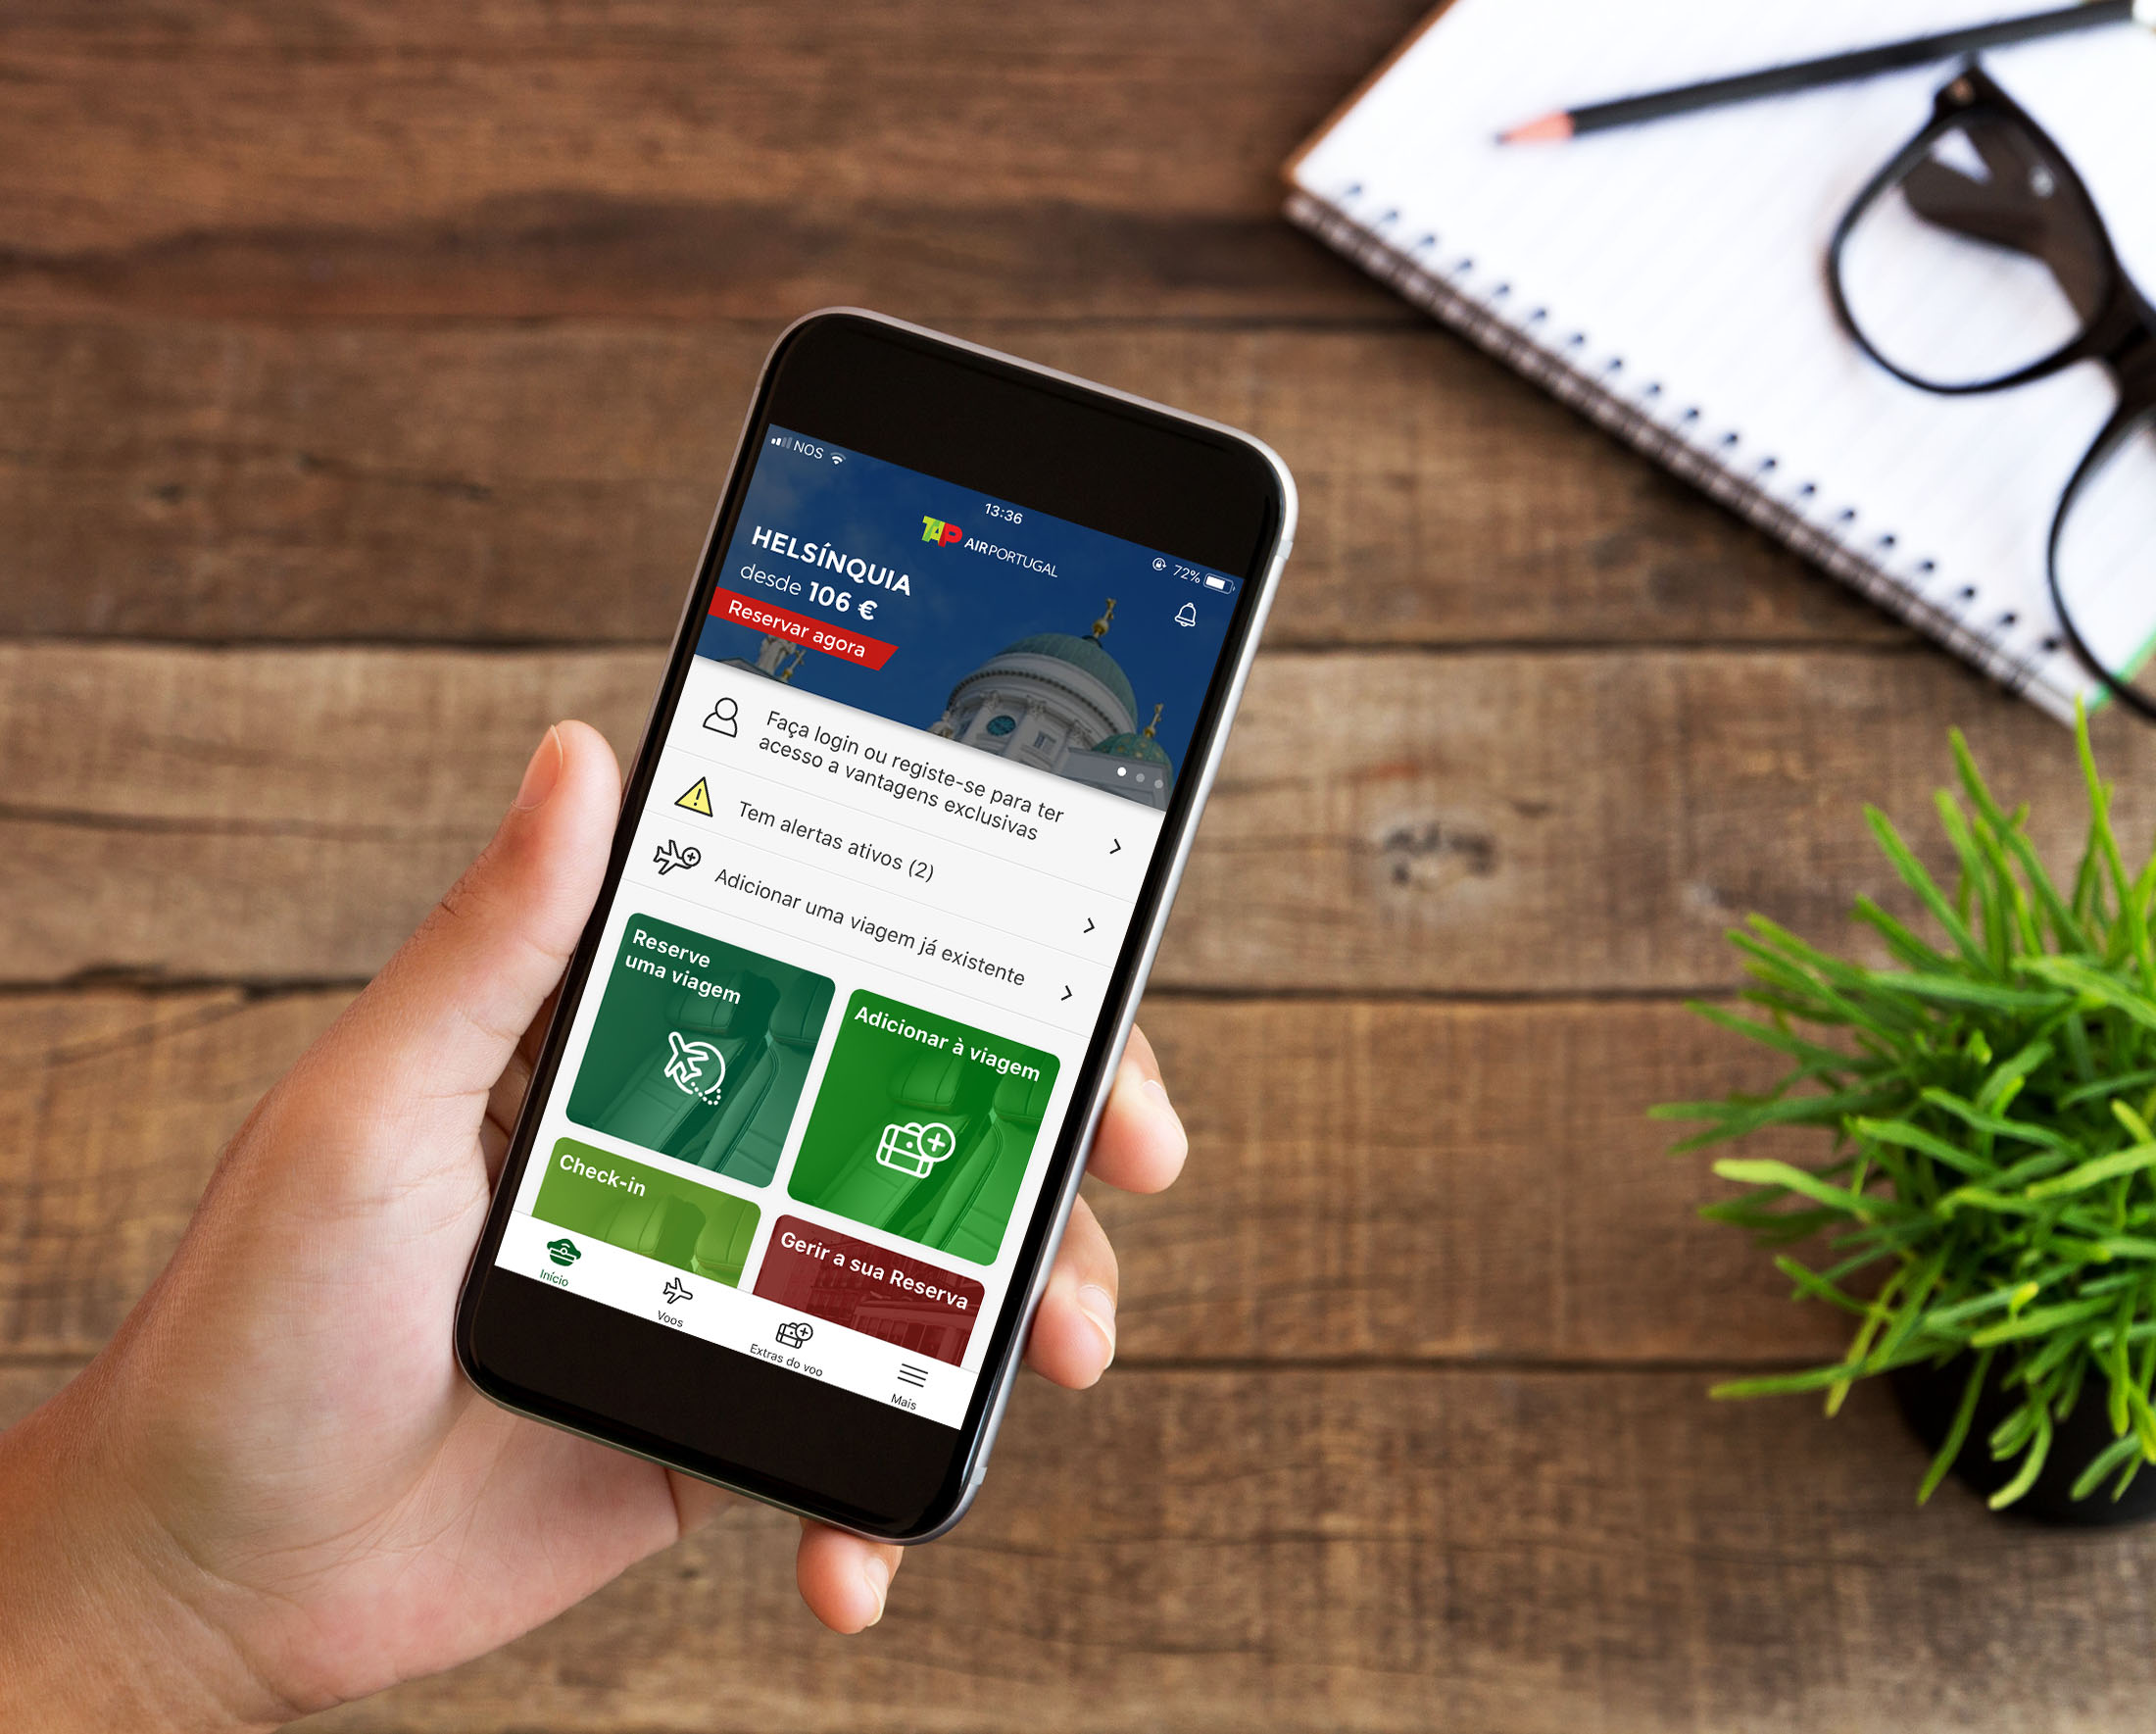 NOS
13:36
72%
TAP AIRPORTUGAL
HELSÍNQUIA
desde 106 €
Reservar agora
Faça login ou registe-se para ter
acesso a vantagens exclusivas
Tem alertas ativos (2)
Adicionar uma viagem já existente
Reserve
uma viagem
Adicionar à viagem
Check-in
Gerir a sua Reserva
Início
Voos
Extras do voo
Mais